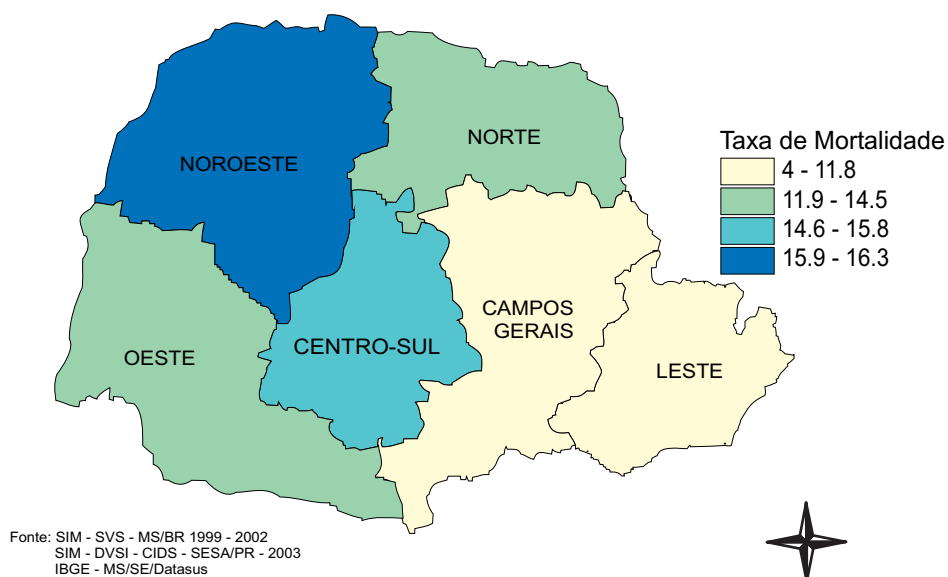 NOROESTE
NORTE
Taxa de Mortalidade
4 - 11.8
11.9 - 14.5
14.6 - 15.8
15.9 - 16.3
CAMPOS
GERAIS
CENTRO-SUL
OESTE
LESTE
Fonte: SIM - SVS - MS/BR 1999 - 2002
SIM - DVSI - CIDS - SESA/PR - 2003
IBGE - MS/SE/Datasus